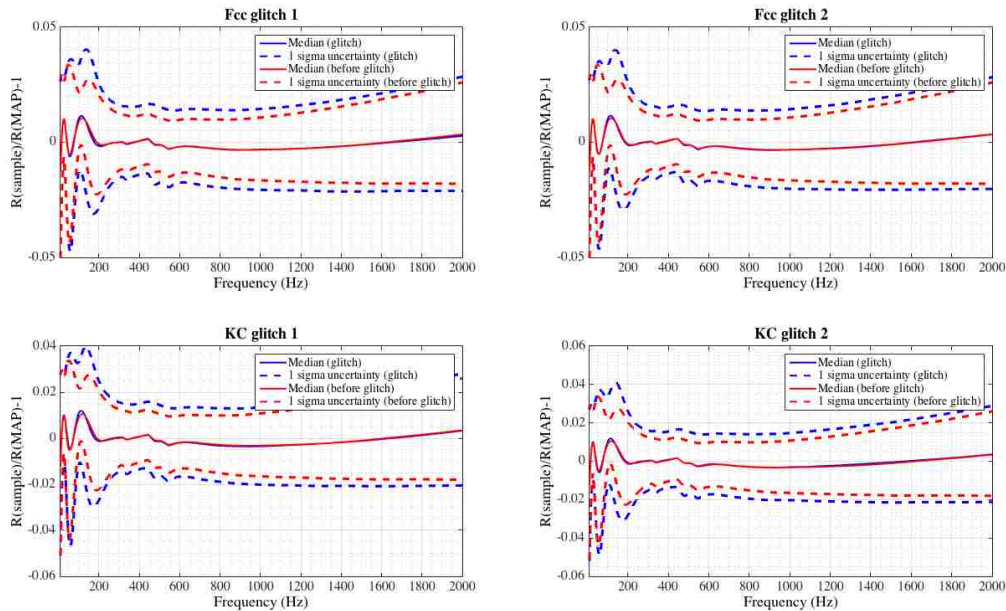 Fcc glitch 1
0.05
Median (glitch)
1 sigma uncertainty (glitch)
Median (before glitch)
1 sigma uncertainty (before glitch)
R(sample)/R(MAP)-1
0
-0.05
200 400 600 800 1000 1200 1400 1600 1800 2000
Frequency (Hz)
Fcc glitch 2
0.05
Median (glitch)
1 sigma uncertainty (glitch)
Median (before glitch)
1 sigma uncertainty (before glitch)
R(sample)/R(MAP)-1
0
-0.05
200 400 600 800 1000 1200 1400 1600 1800 2000
Frequency (Hz)
KC glitch 1
0.04
Median (glitch)
1 sigma uncertainty (glitch)
Median (before glitch)
1 sigma uncertainty (before glitch)
0.02
R(sample)/R(MAP)-1
0
-0.02
-0.04
-0.06
200 400 600 800 1000 1200 1400 1600 1800 2000
Frequency (Hz)
KC glitch 2
0.06
Median (glitch)
1 sigma uncertainty (glitch)
Median (before glitch)
1 sigma uncertainty (before glitch)
0.04
0.02
R(sample)/R(MAP)-1
0
-0.02
-0.04
-0.06
200 400 600 800 1000 1200 1400 1600 1800 2000
Frequency (Hz)